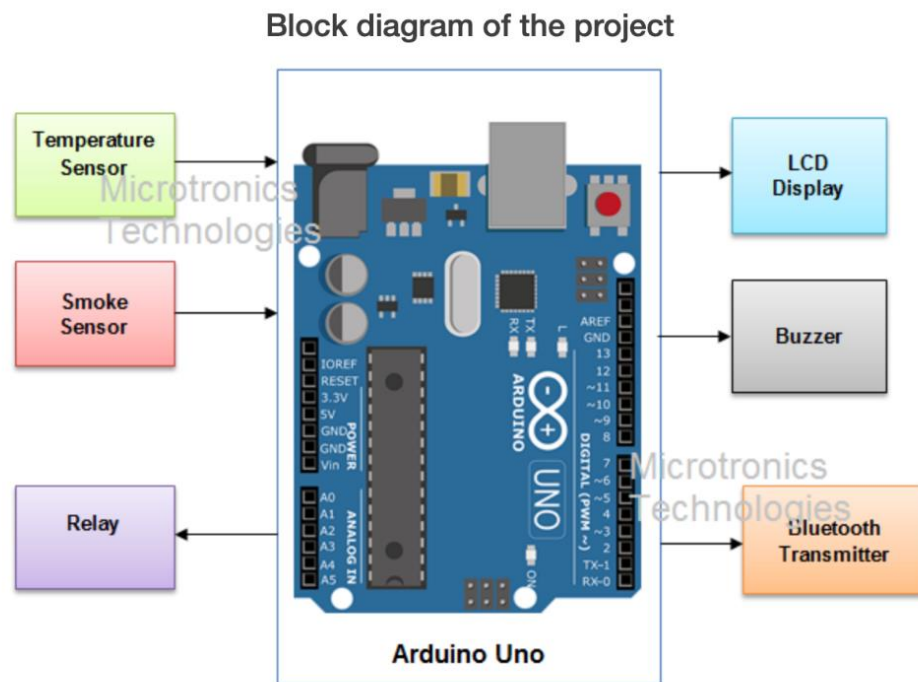 Block diagram of the project
Temperature
Sensor
Microtronics
Technologies
Smoke
Sensor
Relay
LCD
Display
Buzzer
Microtronics
Technologies
Bluetooth
Transmitter
RX
TX
L
AREF
GND
13
12
~11
~10
~9
8
7
~6
~5
4
~3
2
TX-1
RX-0
DIGITAL (PWM ~)
IOREF
RESET
3.3V
5V
GND
GND
Vin
POWER
A0
A1
A2
A3
A4
A5
ANALOG IN
ARDUINO
UNO
ON
Arduino Uno